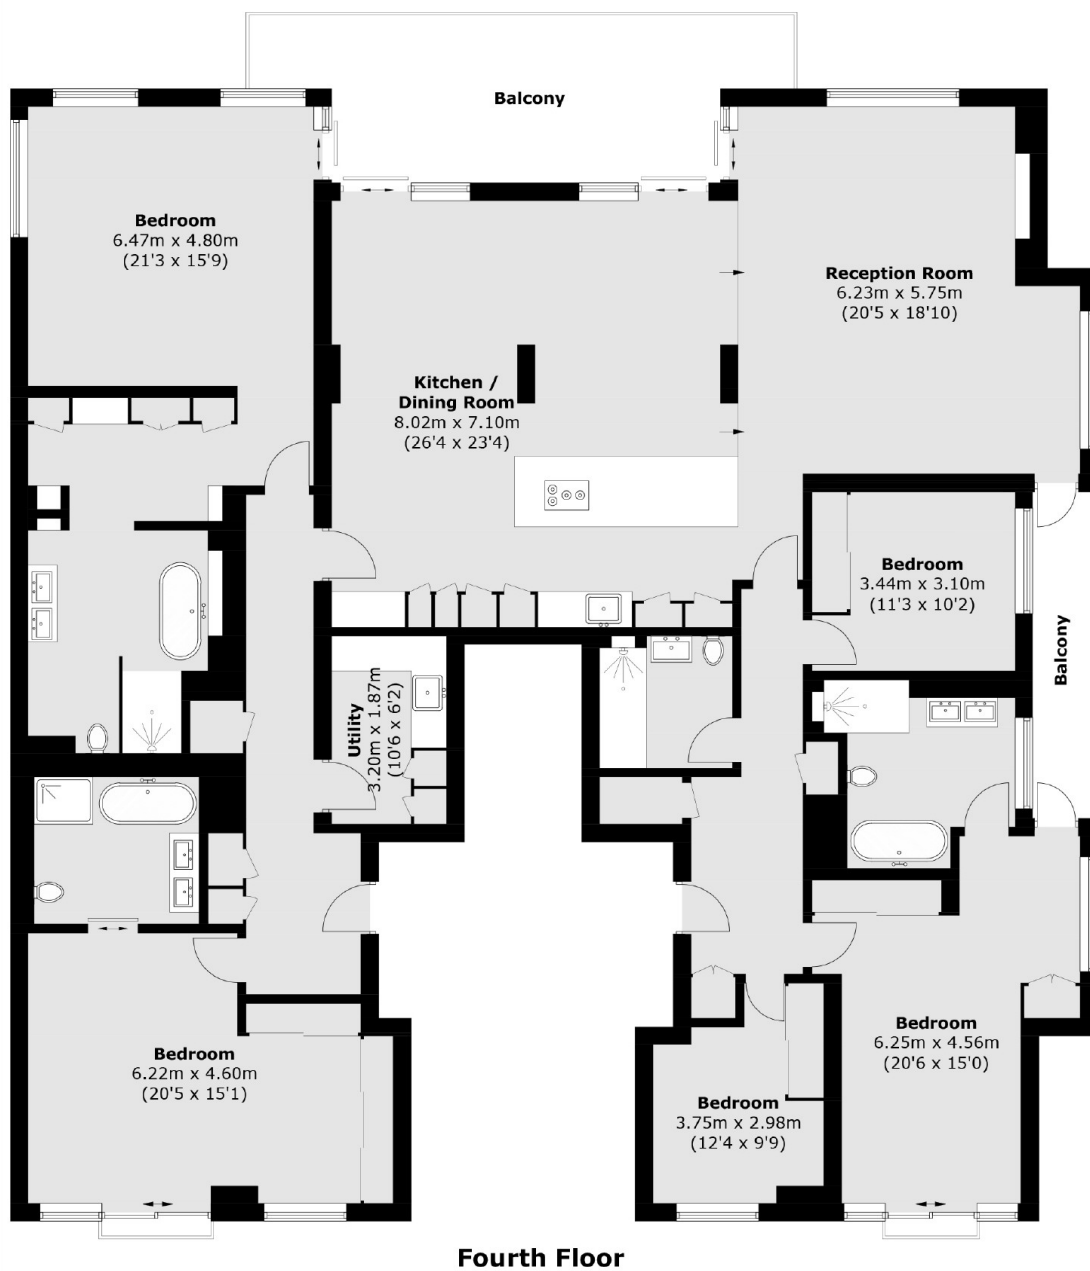 Balcony
Bedroom
6.47m x 4.80m
(21'3 x 15'9)
Reception Room
6.23m x 5.75m
(20'5 x 18'10)
Kitchen /
Dining Room
8.02m x 7.10m
(26'4 x 23'4)
Bedroom
3.44m x 3.10m
(11'3 x 10'2)
Balcony
Utility
3.20m x 1.87m
(10'6 x 6'2)
Bedroom
6.22m x 4.60m
(20'5 x 15'1)
Bedroom
6.25m x 4.56m
(20'6 x 15'0)
Bedroom
3.75m x 2.98m
(12'4 x 9'9)
Fourth Floor